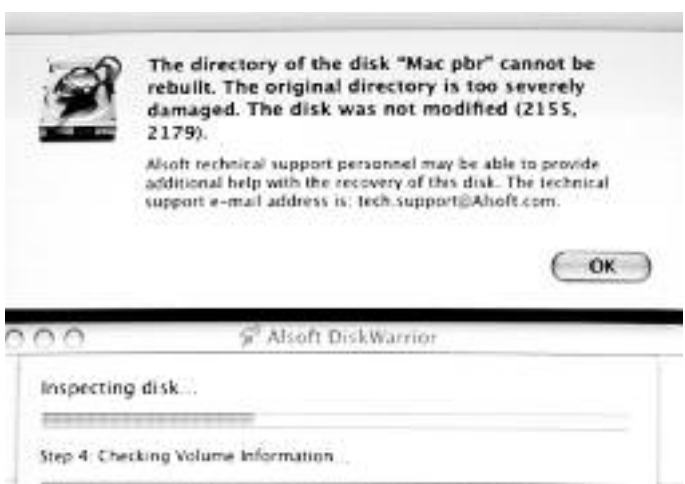 The directory of the disk "Mac pbr" cannot be
rebuilt. The original directory is too severely
damaged. The disk was not modified (2155,
2179).
Alsoft technical support personnel may be able to provide
additional help with the recovery of this disk. The technical
support e-mail address is: tech.support@Alsoft.com.
OK
Alsoft DiskWarrior
Inspecting disk...
Step 4: Checking Volume Information...